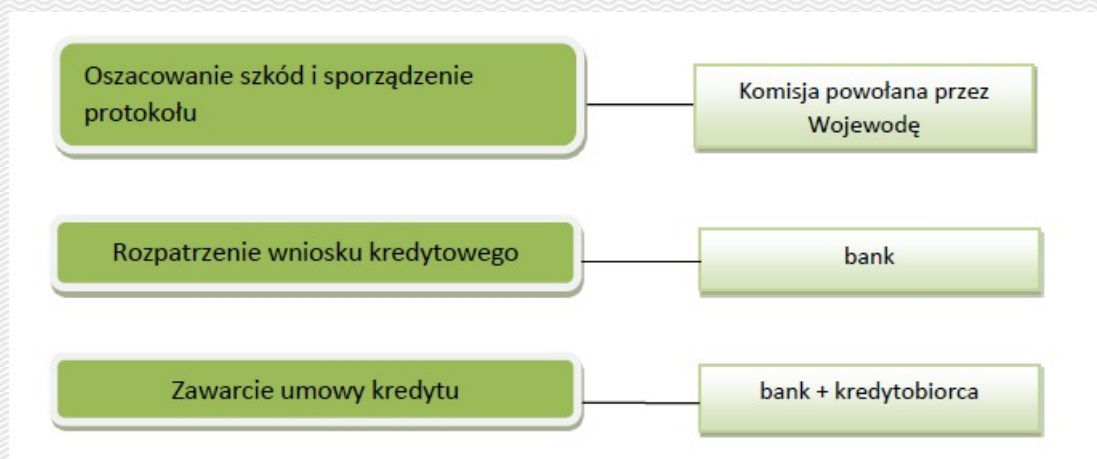 Oszacowanie szkód i sporządzenie
protokołu
Komisja powołana przez
Wojewodę
Rozpatrzenie wniosku kredytowego
bank
Zawarcie umowy kredytu
bank + kredytobiorca